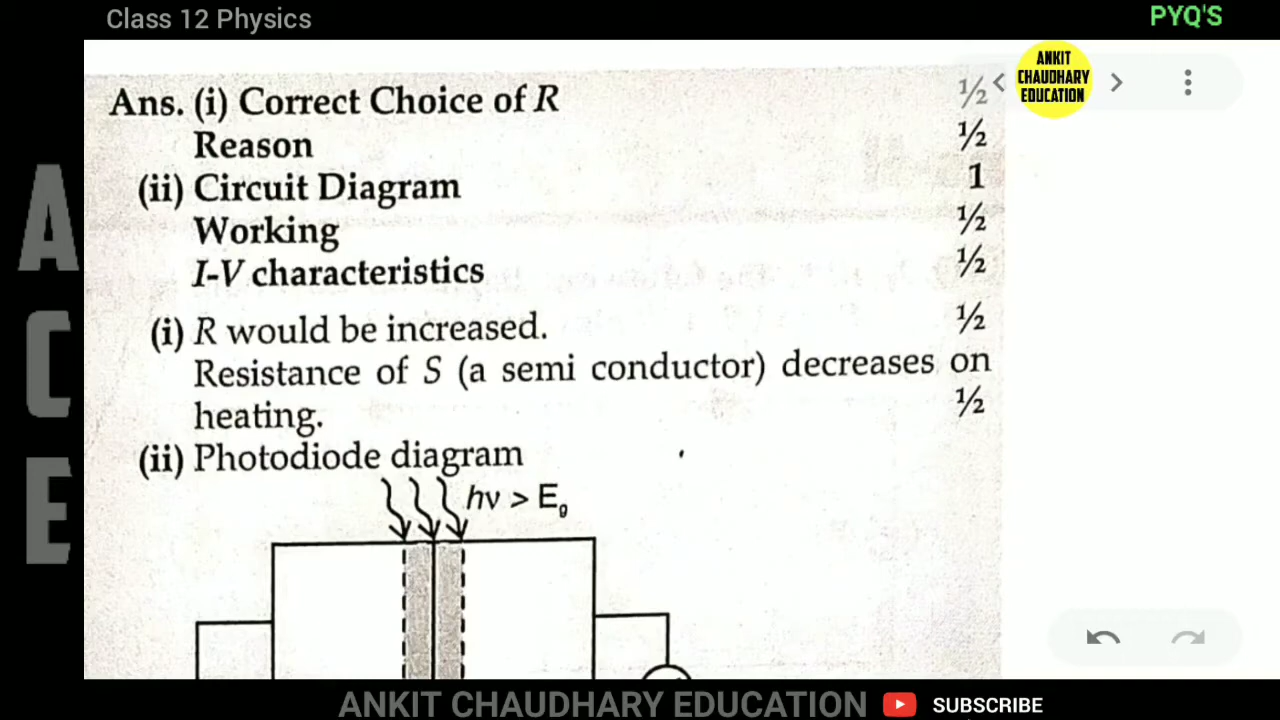 Class 12 Physics
PYQ'S
ANKIT
CHAUDHARY
EDUCATION
Ans. (i) Correct Choice of R ½
Reason ½
(ii) Circuit Diagram 1
Working ½
I-V characteristics ½
(i) R would be increased. ½
Resistance of S (a semi conductor) decreases on
heating. ½
(ii) Photodiode diagram
hν > Eg
A
C
E
ANKIT CHAUDHARY EDUCATION
SUBSCRIBE